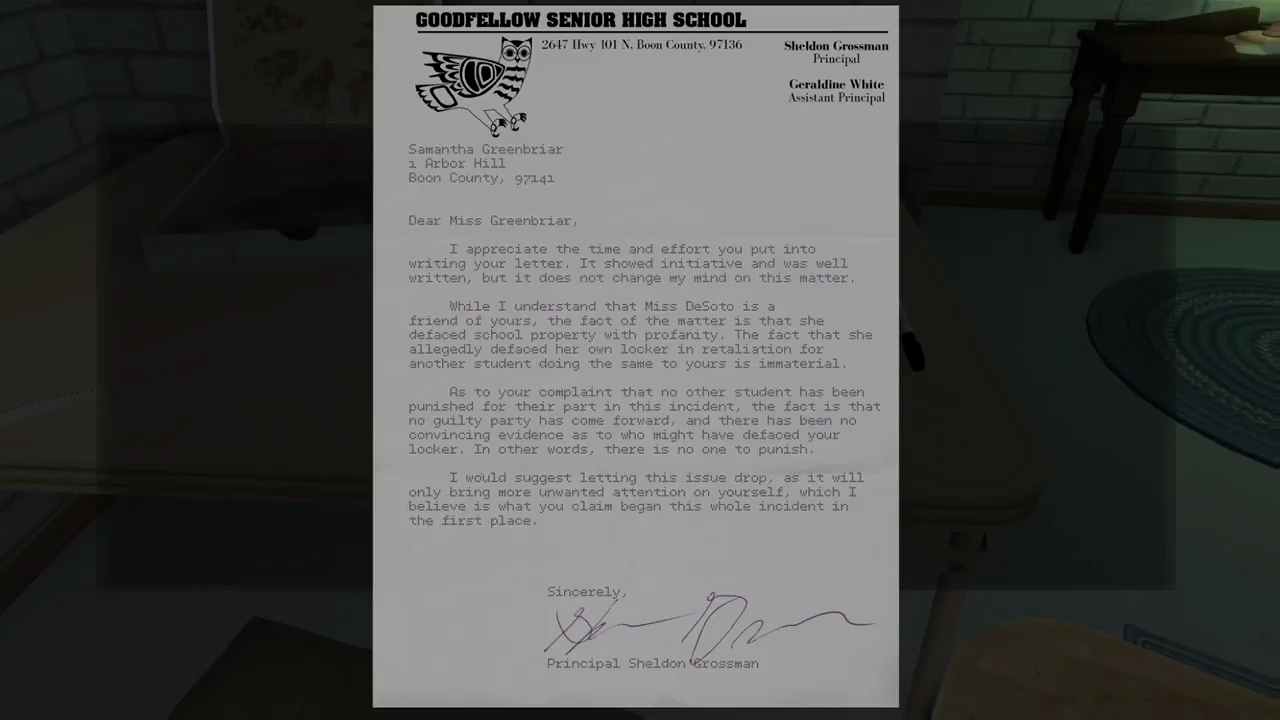 GOODFELLOW SENIOR HIGH SCHOOL
2647 Hwy 101 N. Boon County, 97136
Sheldon Grossman
Principal
Geraldine White
Assistant Principal
Samantha Greenbriar
1 Arbor Hill
Boon County, 97141
Dear Miss Greenbriar,
I appreciate the time and effort you put into
writing your letter. It showed initiative and was well
written, but it does not change my mind on this matter.
While I understand that Miss DeSoto is a
friend of yours, the fact of the matter is that she
defaced school property with profanity. The fact that she
allegedly defaced her own locker in retaliation for
another student doing the same to yours is immaterial.
As to your complaint that no other student has been
punished for their part in this incident, the fact is that
no guilty party has come forward, and there has been no
convincing evidence as to who might have defaced your
locker. In other words, there is no one to punish.
I would suggest letting this issue drop, as it will
only bring more unwanted attention on yourself, which I
believe is what you claim began this whole incident in
the first place.
Sincerely,
Principal Sheldon Grossman